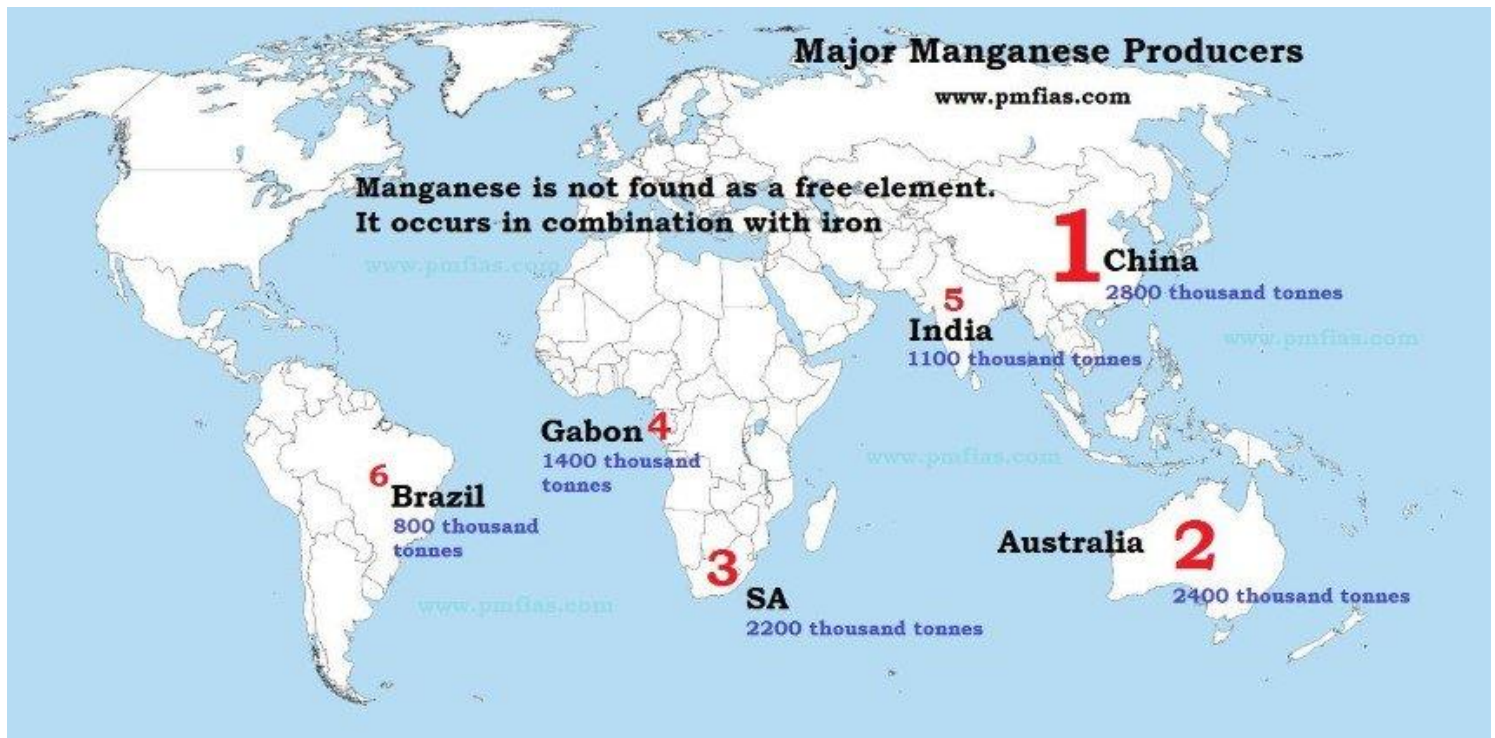 Major Manganese Producers
www.pmfias.com
Manganese is not found as a free element.
It occurs in combination with iron
www.pmfias.com
1
China
2800 thousand tonnes
5
India
1100 thousand tonnes
www.pmfias.com
Gabon 4
1400 thousand
tonnes
www.pmfias.com
6
Brazil
800 thousand
tonnes
Australia 2
2400 thousand tonnes
3
SA
2200 thousand tonnes
www.pmfias.com